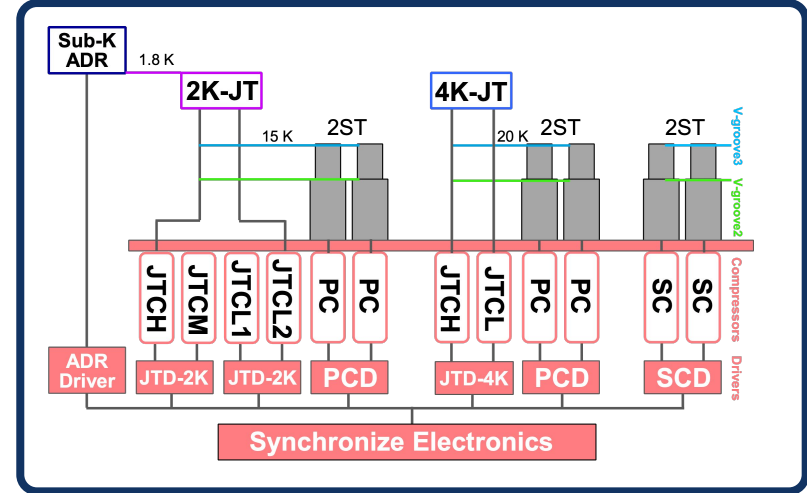 Sub-K
ADR
1.8 K
2K-JT
4K-JT
15 K
2ST
20 K
2ST
2ST
V-groove3
V-groove2
JTCH
JTCM
JTCL1
JTCL2
PC
PC
JTCH
JTCL
PC
PC
SC
SC
Compressors
ADR
Driver
JTD-2K
JTD-2K
PCD
JTD-4K
PCD
SCD
Drivers
Synchronize Electronics